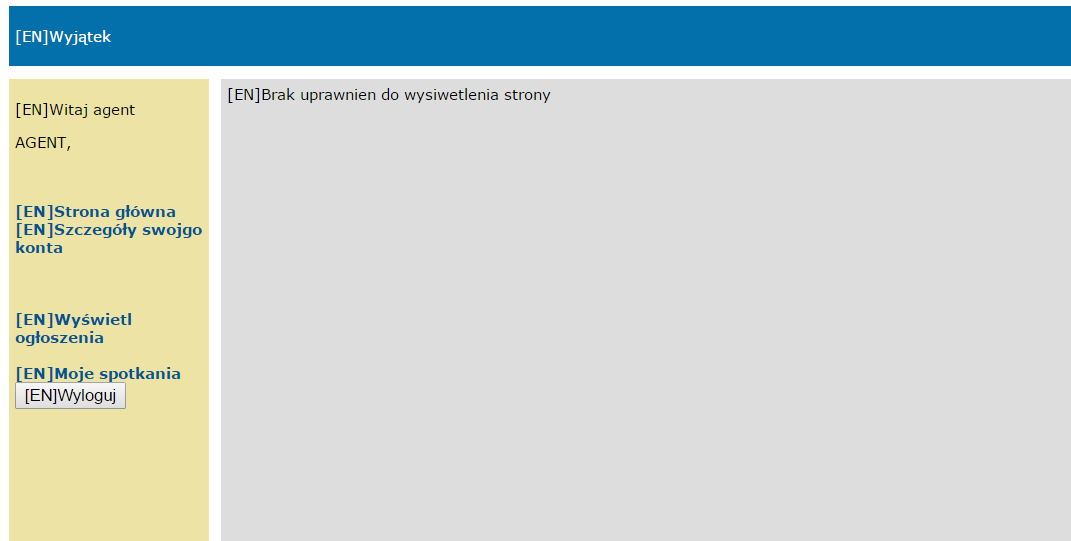 [EN]Wyjątek
[EN]Witaj agent
AGENT,
[EN]Strona główna
[EN]Szczegóły swojgo
konta
[EN]Wyświetl
ogłoszenia
[EN]Moje spotkania
[EN]Wyloguj
[EN]Brak uprawnien do wysiwetlenia strony